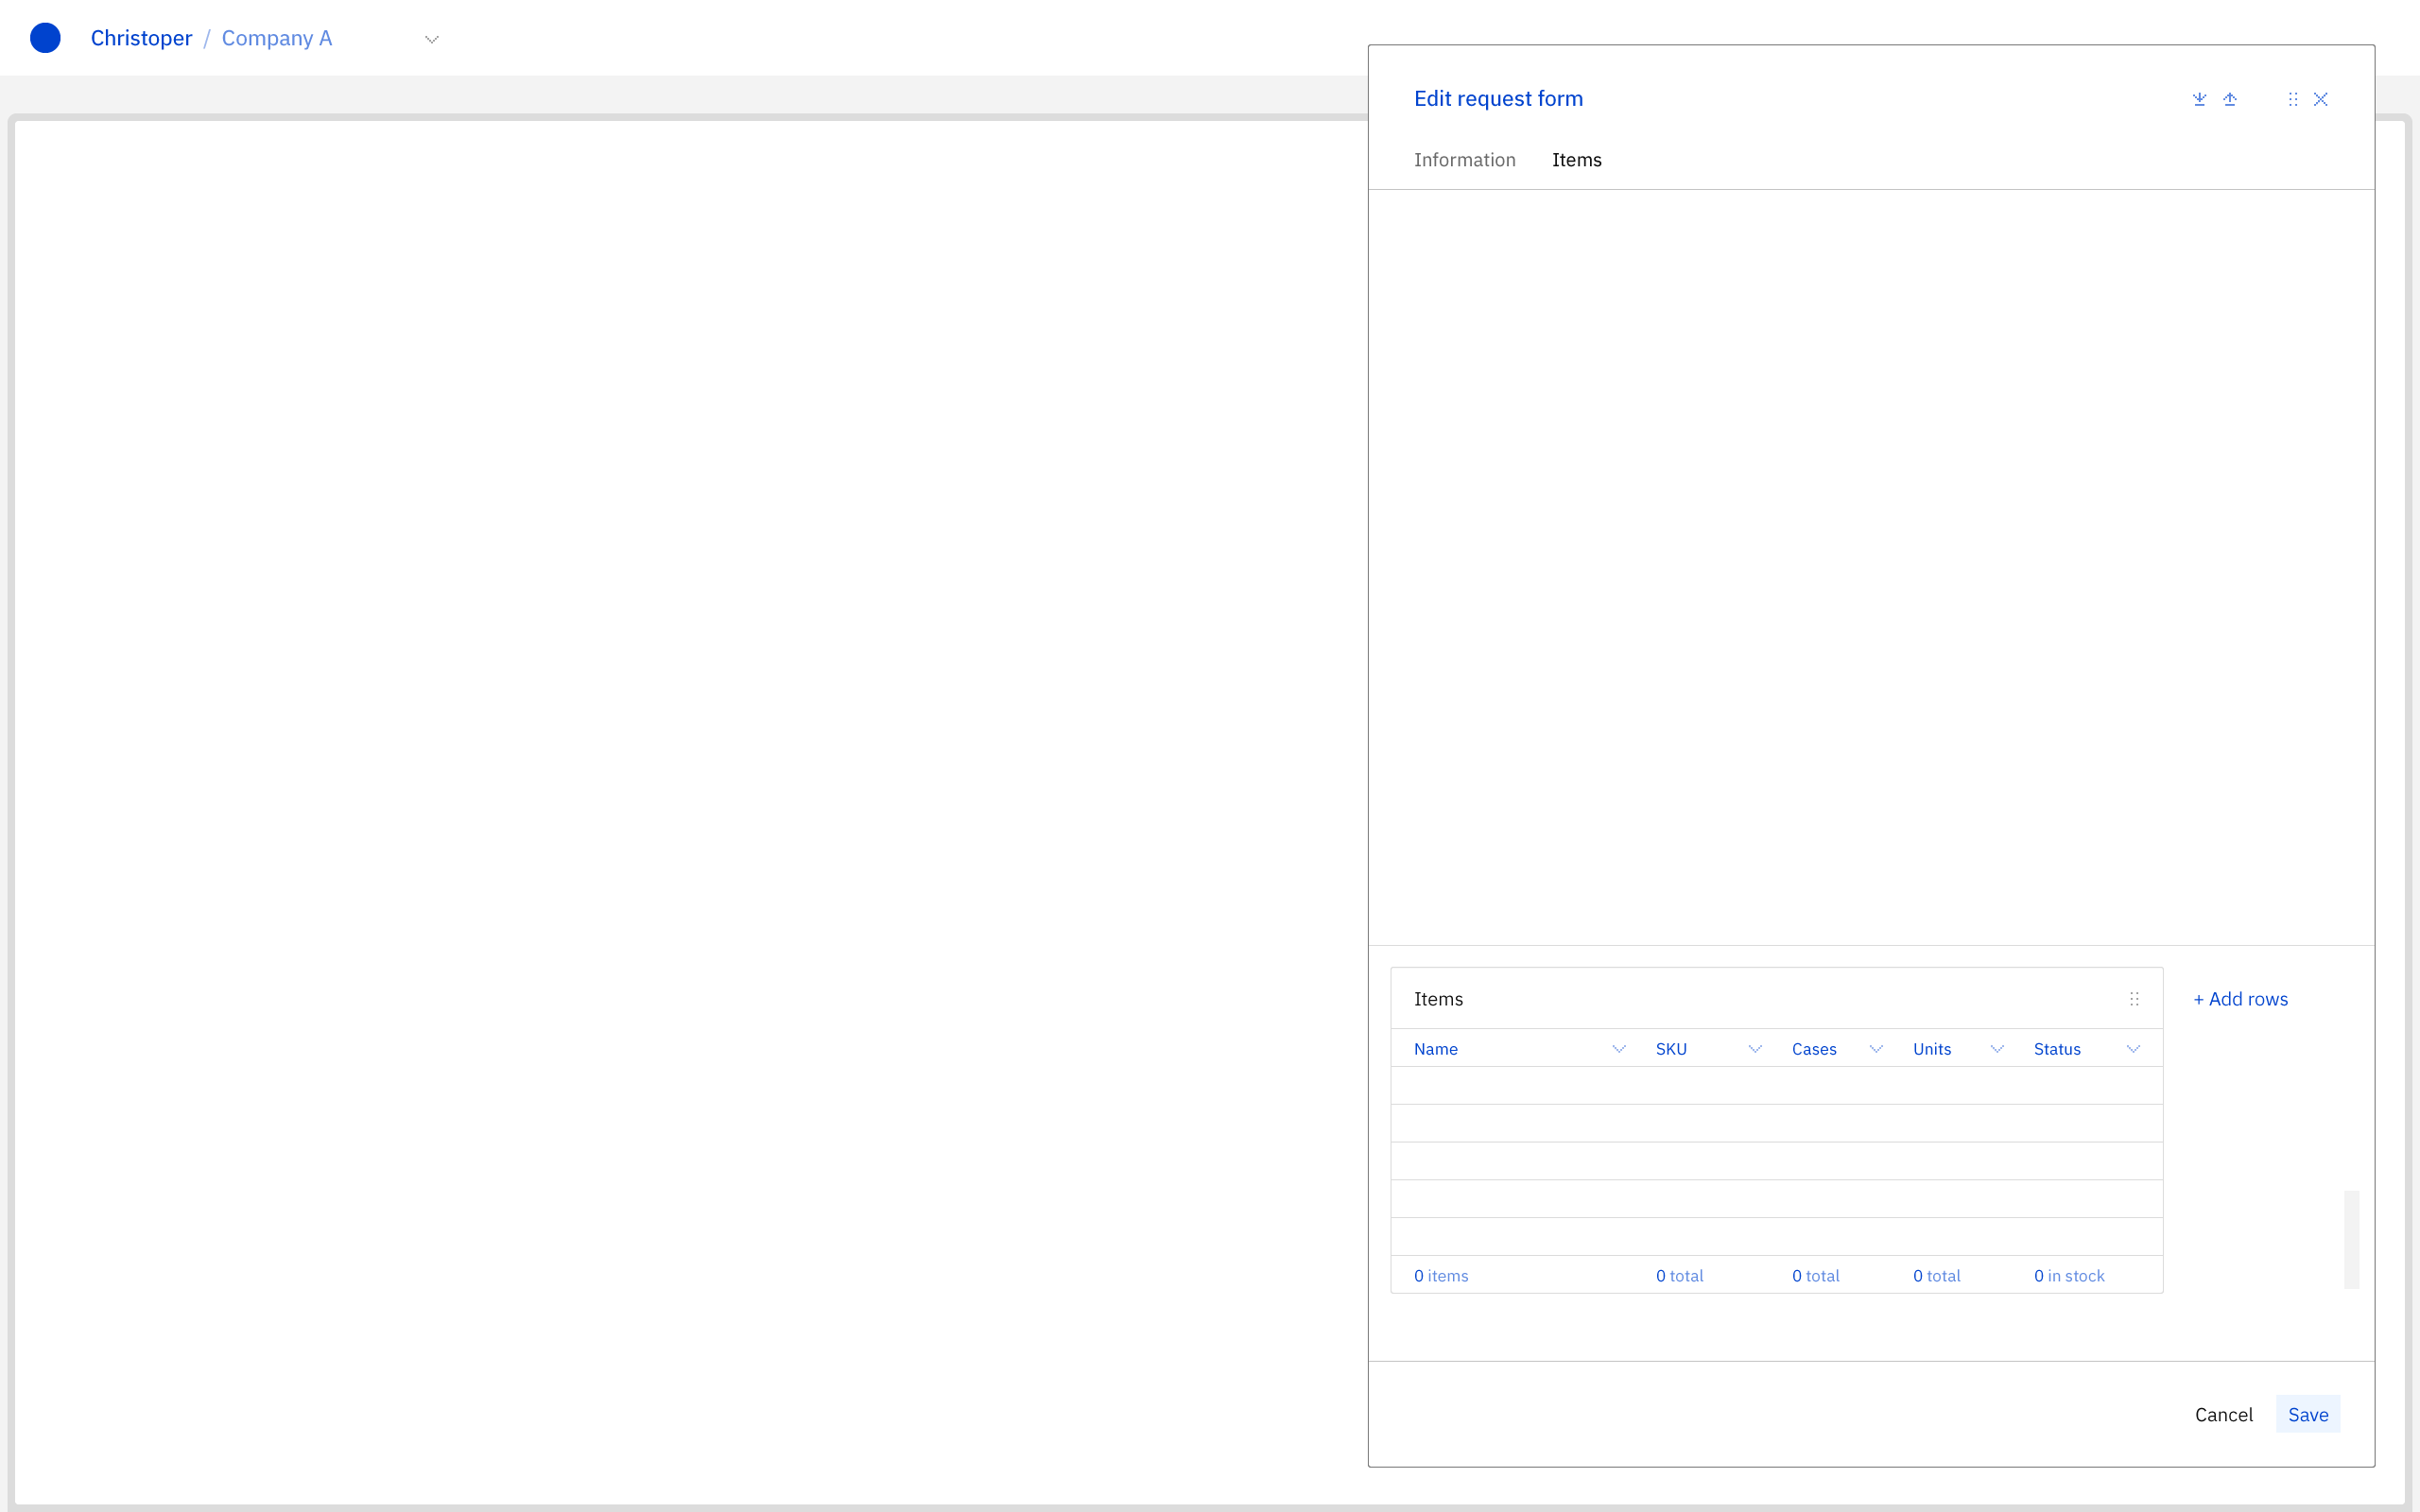 Christoper / Company A
Edit request form
Information Items
Items
+ Add rows
Name SKU Cases Units Status
0 items 0 total 0 total 0 total 0 in stock
Cancel Save